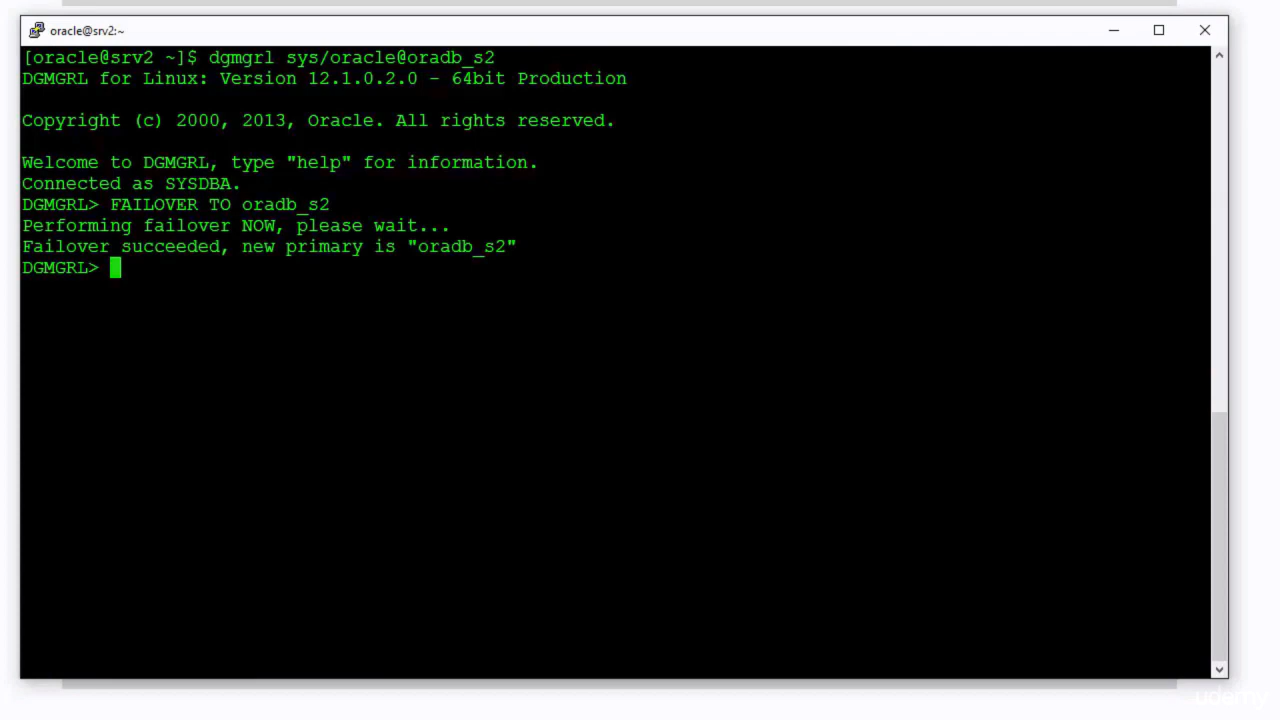 oracle@srv2:~
[oracle@srv2 ~]$ dgmgrl sys/oracle@oradb_s2
DGMGRL for Linux: Version 12.1.0.2.0 - 64bit Production
Copyright (c) 2000, 2013, Oracle. All rights reserved.
Welcome to DGMGRL, type "help" for information.
Connected as SYSDBA.
DGMGRL> FAILOVER TO oradb_s2
Performing failover NOW, please wait...
Failover succeeded, new primary is "oradb_s2"
DGMGRL>
udemy